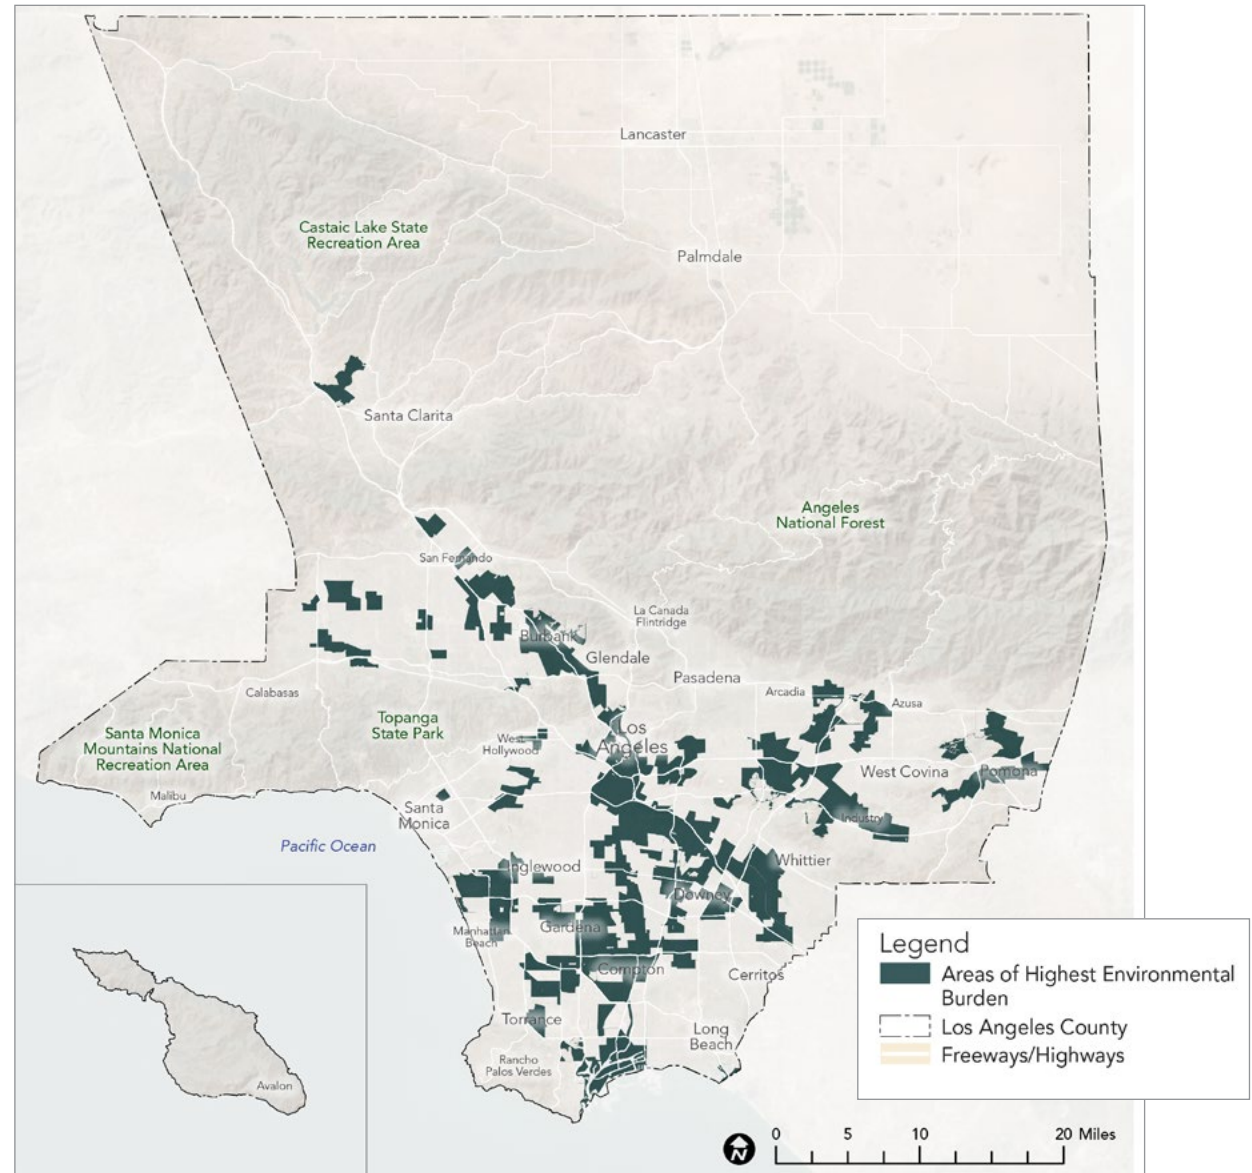 Lancaster
Castaic Lake State
Recreation Area
Palmdale
Santa Clarita
Angeles
National Forest
San Fernando
La Canada
Flintridge
Burbank
Glendale
Pasadena
Arcadia
Azusa
Calabasas
Topanga
State Park
Santa Monica
Mountains National
Recreation Area
Los
Angeles
West
Hollywood
West Covina
Pomona
Malibu
Santa
Monica
Industry
Pacific Ocean
Inglewood
Whittier
Downey
Manhattan
Beach
Gardena
Compton
Cerritos
Torrance
Long
Beach
Rancho
Palos Verdes
Avalon
Legend
Areas of Highest Environmental
Burden
Los Angeles County
Freeways/Highways
N
0 5 10 20 Miles